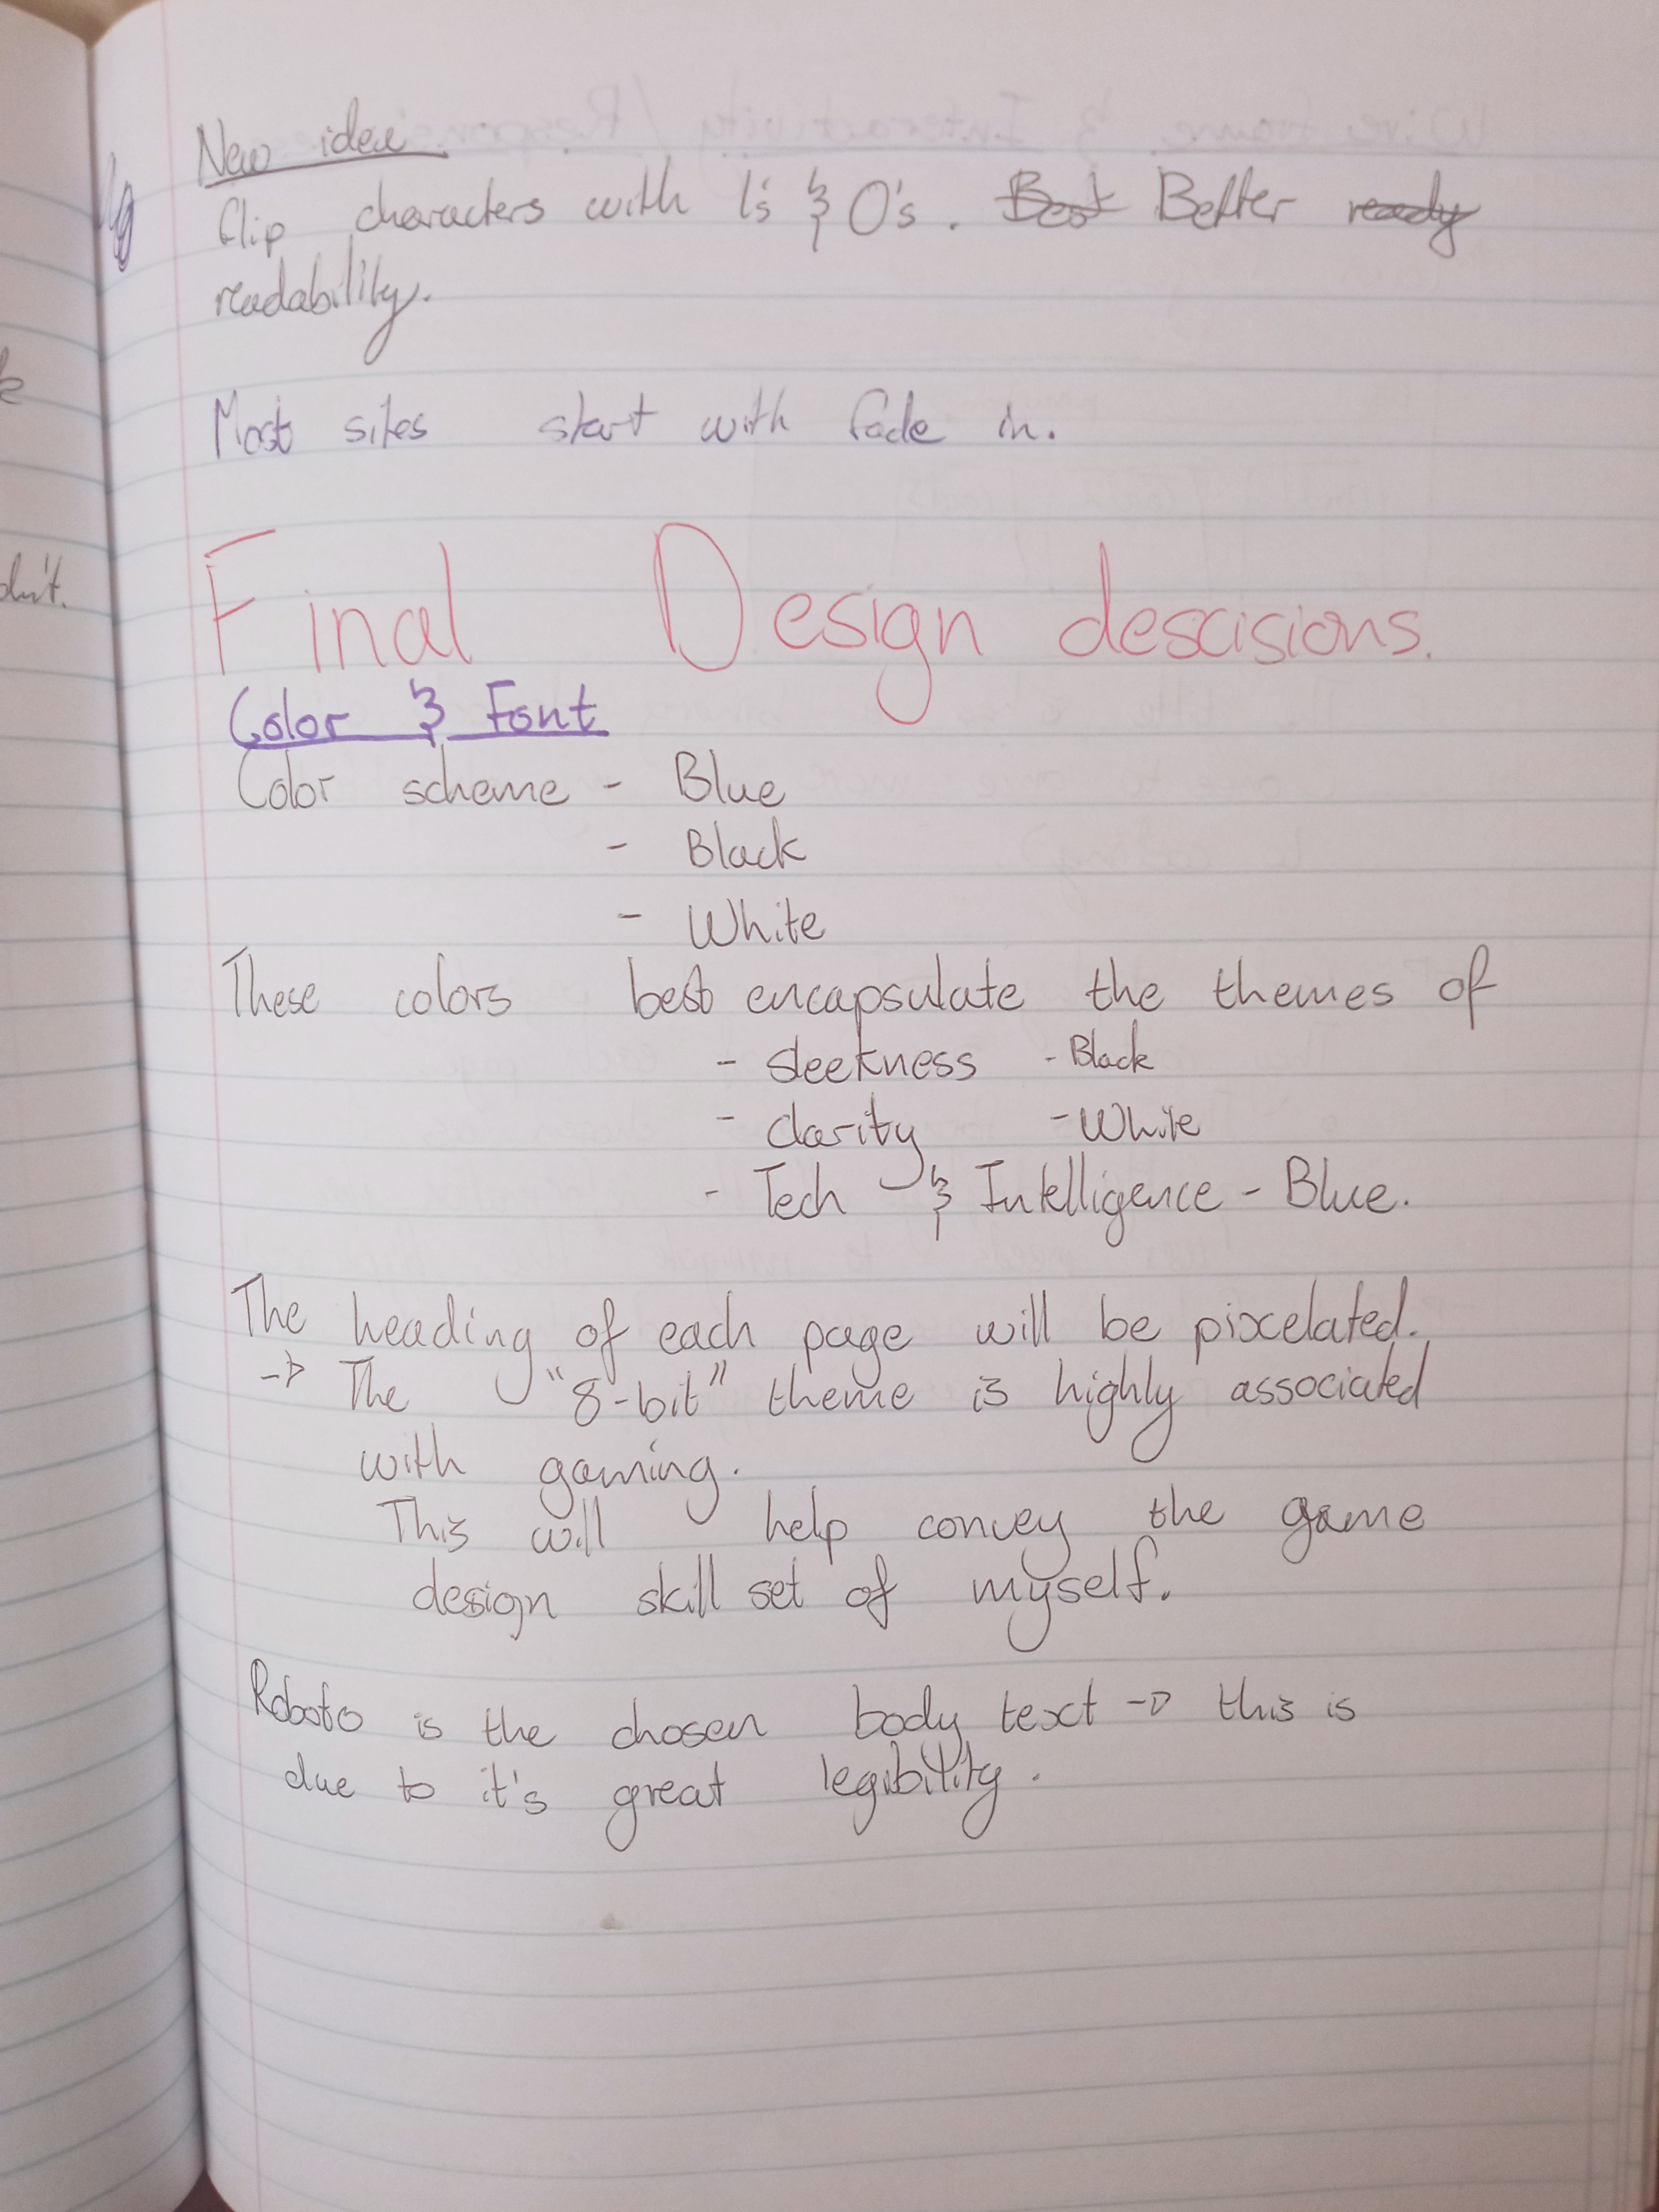 New idea
flip characters with 1's & 0's. Best Better ready
readability.
Most sites start with fade in.
Final Design descisions.
Color & Font
Color scheme - Blue
- Black
- White
These colors best encapsulate the themes of
- sleekness - Black
- clarity - White
- Tech & Intelligence - Blue.
The heading of each page will be pixelated.
→ The "8-bit" theme is highly associated
with gaming.
This will help convey the game
design skill set of myself.
Roboto is the chosen body text → this is
due to it's great legibility.